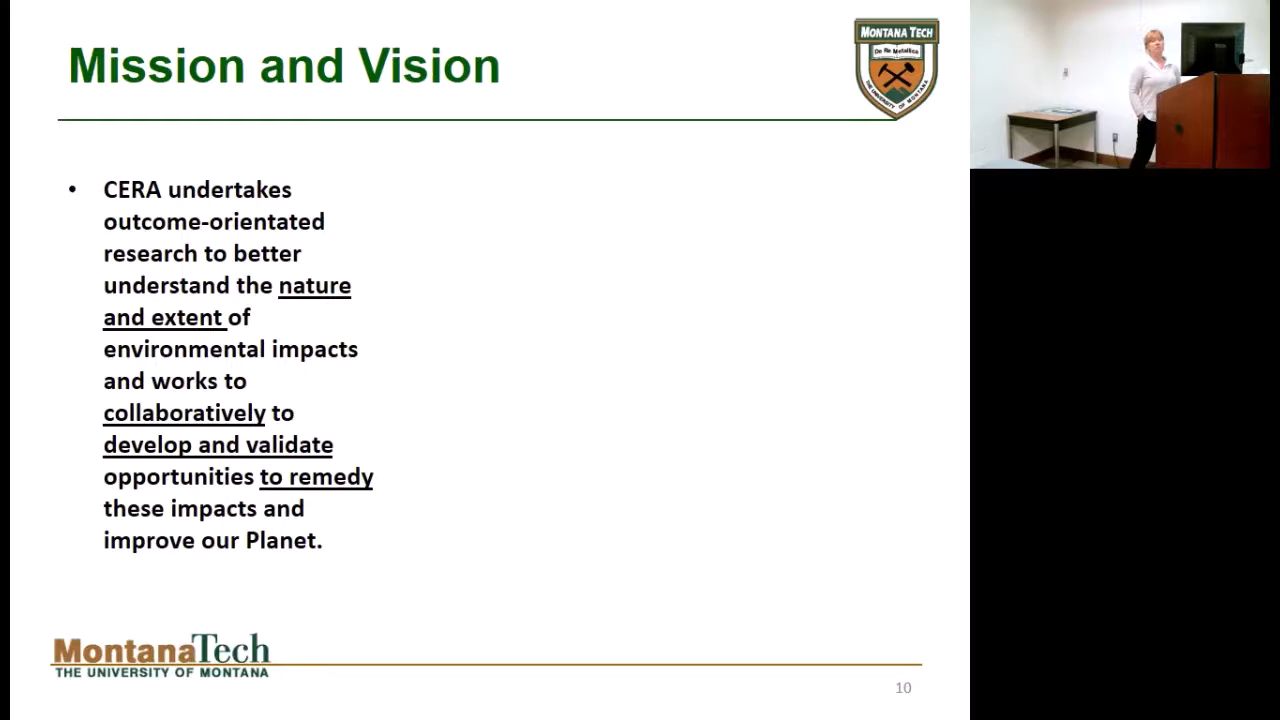 Mission and Vision
MONTANA TECH
De Re Metallica
THE UNIVERSITY OF MONTANA
• CERA undertakes
outcome-orientated
research to better
understand the nature
and extent of
environmental impacts
and works to
collaboratively to
develop and validate
opportunities to remedy
these impacts and
improve our Planet.
MontanaTech
THE UNIVERSITY OF MONTANA
10